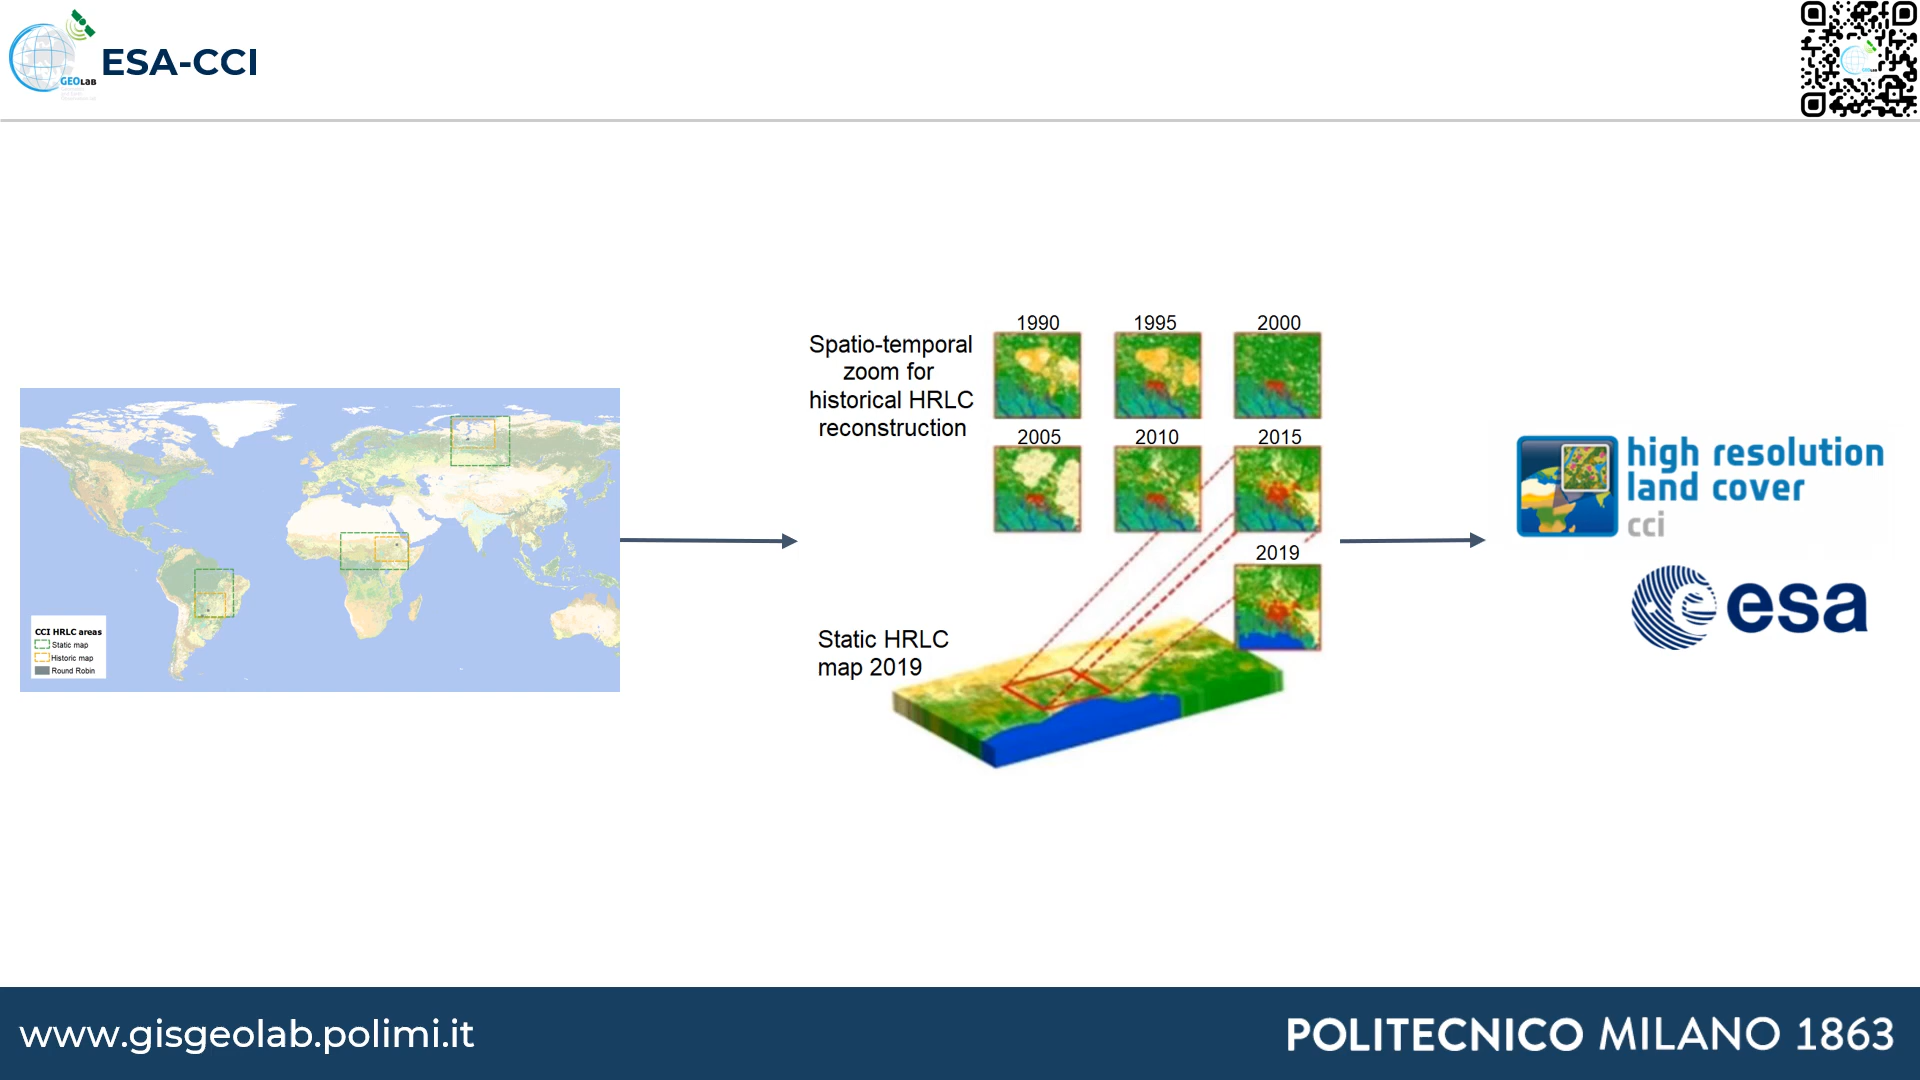 GEOLAB
ESA-CCI
CCI HRLC areas
Static map
Historic map
Round Robin
Spatio-temporal
zoom for
historical HRLC
reconstruction
1990
1995
2000
2005
2010
2015
2019
Static HRLC
map 2019
high resolution
land cover
cci
esa
www.gisgeolab.polimi.it
POLITECNICO MILANO 1863